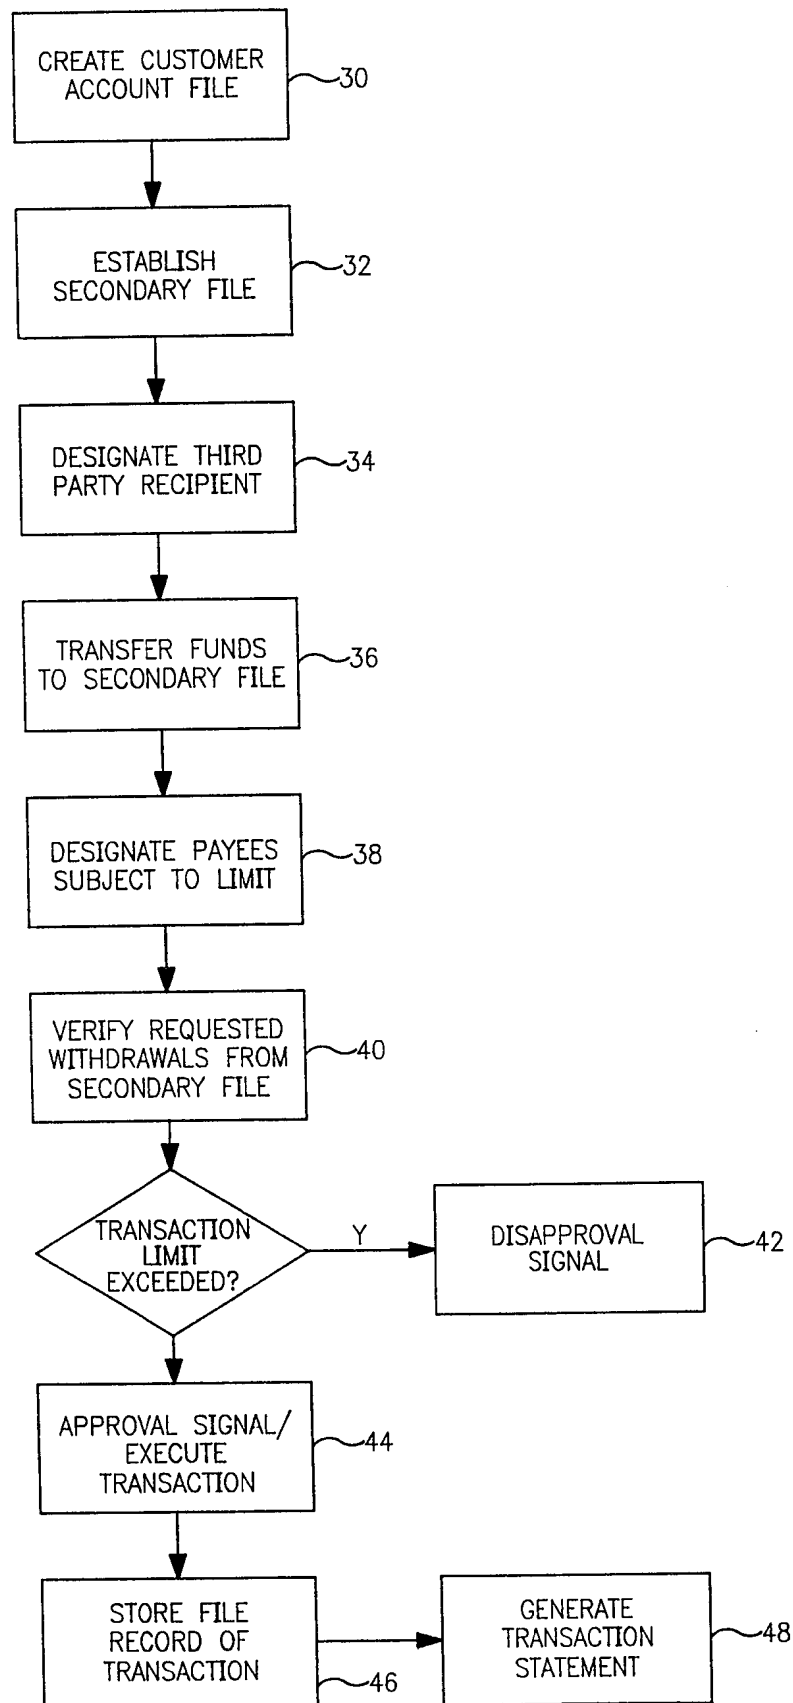 CREATE CUSTOMER
ACCOUNT FILE
30
ESTABLISH
SECONDARY FILE
32
DESIGNATE THIRD
PARTY RECIPIENT
34
TRANSFER FUNDS
TO SECONDARY FILE
36
DESIGNATE PAYEES
SUBJECT TO LIMIT
38
VERIFY REQUESTED
WITHDRAWALS FROM
SECONDARY FILE
40
TRANSACTION
LIMIT
EXCEEDED?
Y
DISAPPROVAL
SIGNAL
42
APPROVAL SIGNAL/
EXECUTE
TRANSACTION
44
STORE FILE
RECORD OF
TRANSACTION
46
GENERATE
TRANSACTION
STATEMENT
48